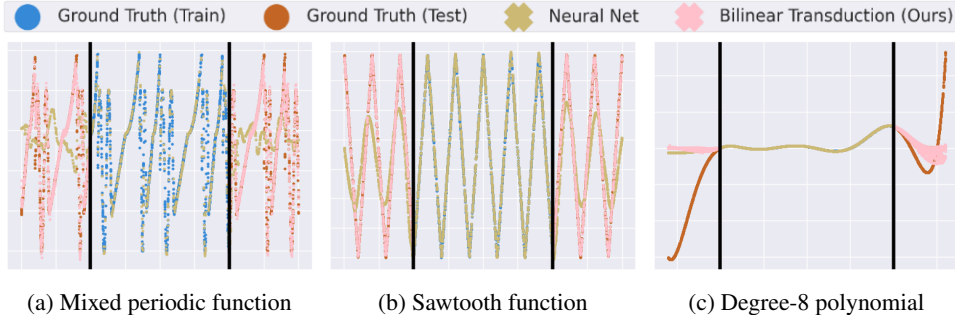 Ground Truth (Train) Ground Truth (Test) Neural Net Bilinear Transduction (Ours)
(a) Mixed periodic function (b) Sawtooth function (c) Degree-8 polynomial